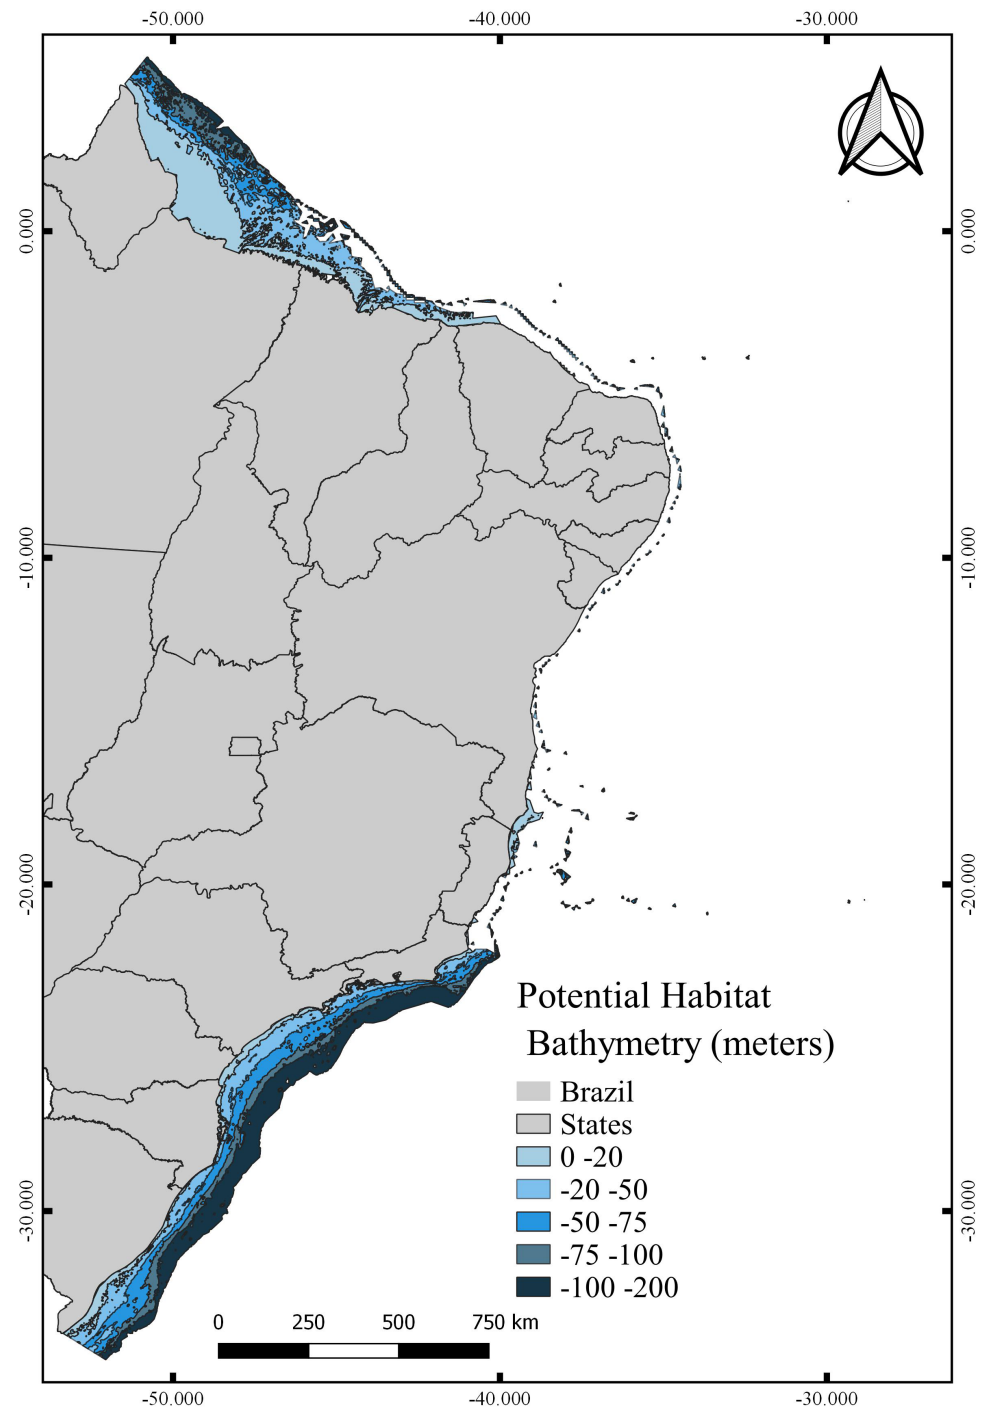 -50.000 -40.000 -30.000
0.000 0.000
-10.000 -10.000
-20.000 -20.000
Potential Habitat
Bathymetry (meters)
Brazil
States
0 -20
-20 -50
-50 -75
-75 -100
-100 -200
-30.000 -30.000
0 250 500 750 km
-50.000 -40.000 -30.000